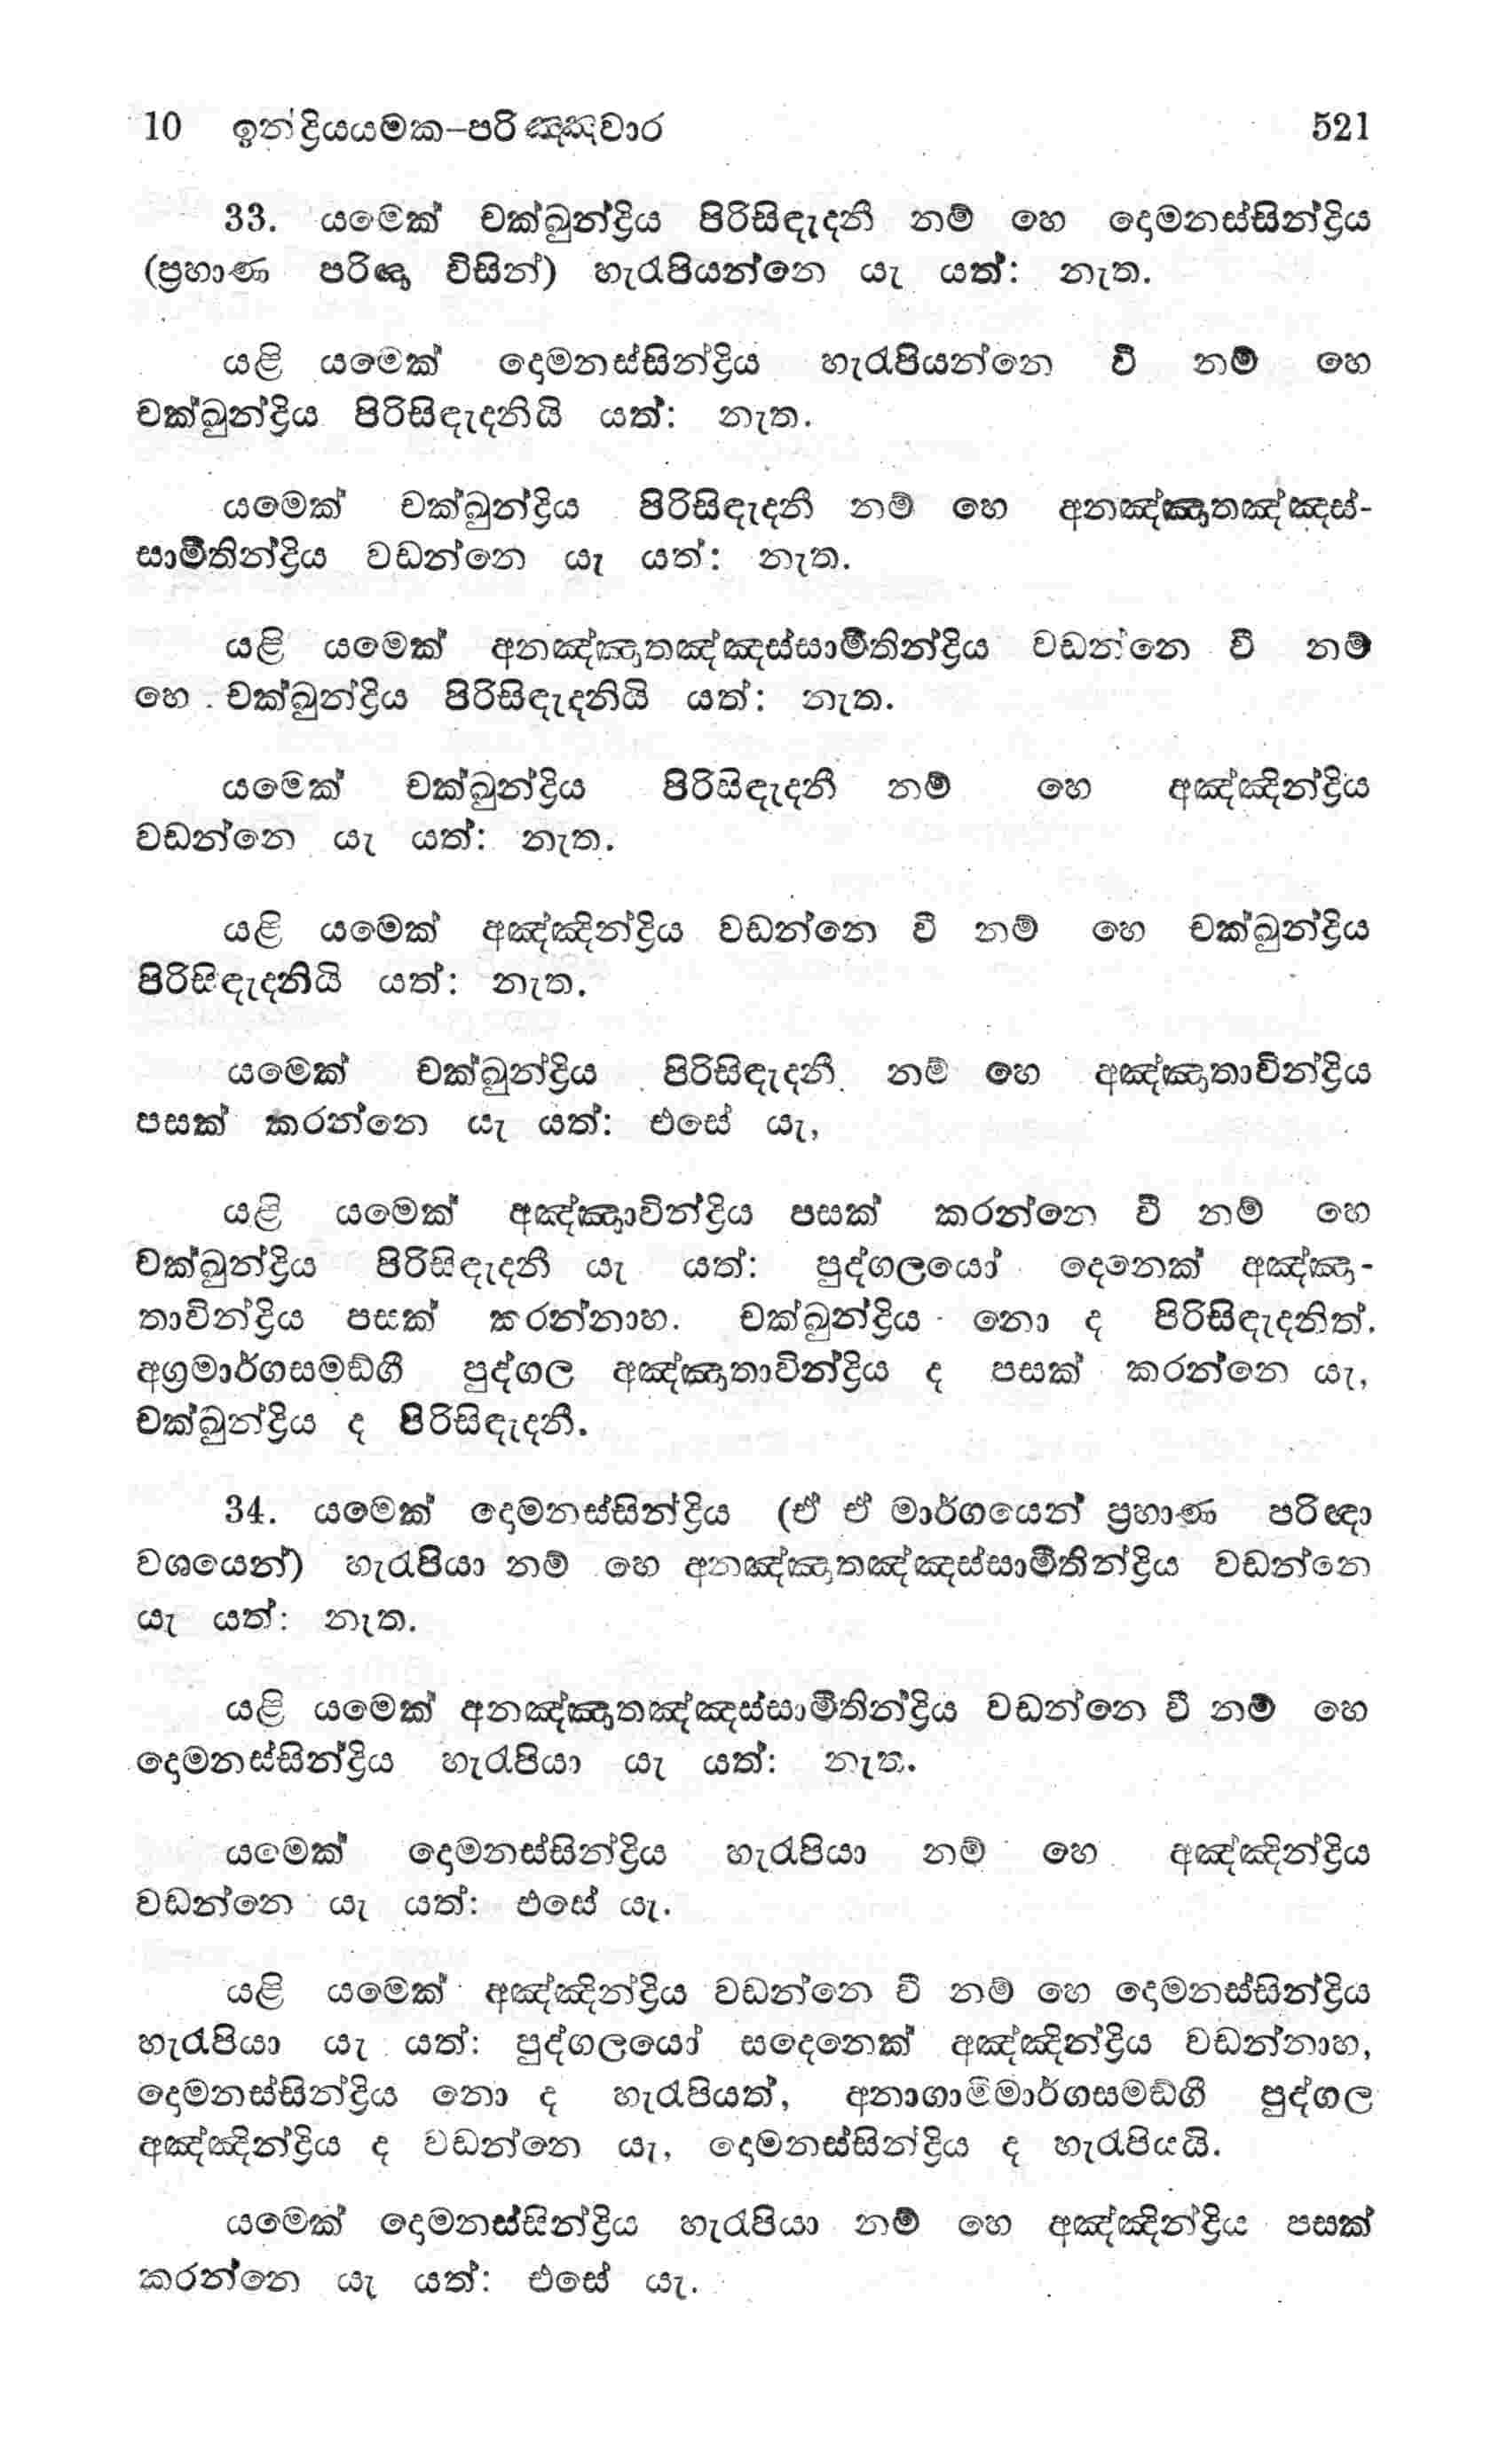 10 ඉන්ද්‍රියයමක-පරිඤ්ඤවාර 521
33. යමෙක් චක්ඛුන්ද්‍රිය පිරිසිඳැදනී නම් හෙ දොමනස්සින්ද්‍රිය
(ප්‍රහාණ පරිඥා විසින්) හැරැපියන්නෙ යැ යත්: නැත.
යළි යමෙක් දොමනස්සින්ද්‍රිය හැරැපියන්නෙ වී නම් හෙ
චක්ඛුන්ද්‍රිය පිරිසිඳැදනියි යත්: නැත.
යමෙක් චක්ඛුන්ද්‍රිය පිරිසිඳැදනී නම් හෙ අනඤ්ඤාතඤ්ඤස්-
සාමීතින්ද්‍රිය වඩන්නෙ යැ යත්: නැත.
යළි යමෙක් අනඤ්ඤාතඤ්ඤස්සාමීතින්ද්‍රිය වඩන්නෙ වී නම්
හෙ චක්ඛුන්ද්‍රිය පිරිසිඳැදනියි යත්: නැත.
යමෙක් චක්ඛුන්ද්‍රිය පිරිසිඳැදනී නම් හෙ අඤ්ඤින්ද්‍රිය
වඩන්නෙ යැ යත්: නැත.
යළි යමෙක් අඤ්ඤින්ද්‍රිය වඩන්නෙ වී නම් හෙ චක්ඛුන්ද්‍රිය
පිරිසිඳැදනියි යත්: නැත.
යමෙක් චක්ඛුන්ද්‍රිය පිරිසිඳැදනී නම් හෙ අඤ්ඤාතාවින්ද්‍රිය
පසක් කරන්නෙ යැ යත්: එසේ යැ,
යළි යමෙක් අඤ්ඤාවින්ද්‍රිය පසක් කරන්නෙ වී නම් හෙ
චක්ඛුන්ද්‍රිය පිරිසිඳැදනී යැ යත්: පුද්ගලයෝ දෙනෙක් අඤ්ඤා-
තාවින්ද්‍රිය පසක් කරන්නාහ. චක්ඛුන්ද්‍රිය නො ද පිරිසිඳැදනිත්.
අග්‍රමාර්ගසමඞ්ගී පුද්ගල අඤ්ඤාතාවින්ද්‍රිය ද පසක් කරන්නෙ යැ,
චක්ඛුන්ද්‍රිය ද පිරිසිඳැදනී.
34. යමෙක් දොමනස්සින්ද්‍රිය (ඒ ඒ මාර්ගයෙන් ප්‍රහාණ පරිඥා
වශයෙන්) හැරැපියා නම් හෙ අනඤ්ඤාතඤ්ඤස්සාමීතින්ද්‍රිය වඩන්නෙ
යැ යත්: නැත.
යළි යමෙක් අනඤ්ඤාතඤ්ඤස්සාමීතින්ද්‍රිය වඩන්නෙ වී නම් හෙ
දොමනස්සින්ද්‍රිය හැරැපියා යැ යත්: නැත.
යමෙක් දොමනස්සින්ද්‍රිය හැරැපියා නම් හෙ අඤ්ඤින්ද්‍රිය
වඩන්නෙ යැ යත්: එසේ යැ.
යළි යමෙක් අඤ්ඤින්ද්‍රිය වඩන්නෙ වී නම් හෙ දොමනස්සින්ද්‍රිය
හැරැපියා යැ යත්: පුද්ගලයෝ සදෙනෙක් අඤ්ඤින්ද්‍රිය වඩන්නාහ,
දොමනස්සින්ද්‍රිය නො ද හැරැපියත්, අනාගාමිමාර්ගසමඞ්ගී පුද්ගල
අඤ්ඤින්ද්‍රිය ද වඩන්නෙ යැ, දොමනස්සින්ද්‍රිය ද හැරැපියයි.
යමෙක් දොමනස්සින්ද්‍රිය හැරැපියා නම් හෙ අඤ්ඤින්ද්‍රිය පසක්
කරන්නෙ යැ යත්: එසේ යැ.